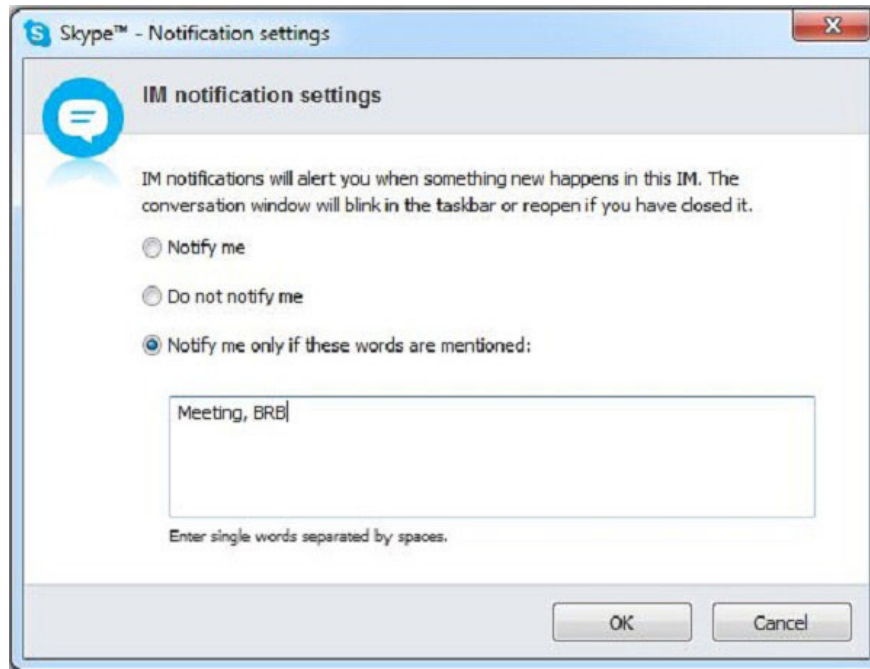 Skype™ - Notification settings
IM notification settings
IM notifications will alert you when something new happens in this IM. The
conversation window will blink in the taskbar or reopen if you have closed it.
Notify me
Do not notify me
Notify me only if these words are mentioned:
Meeting, BRB
Enter single words separated by spaces.
OK Cancel